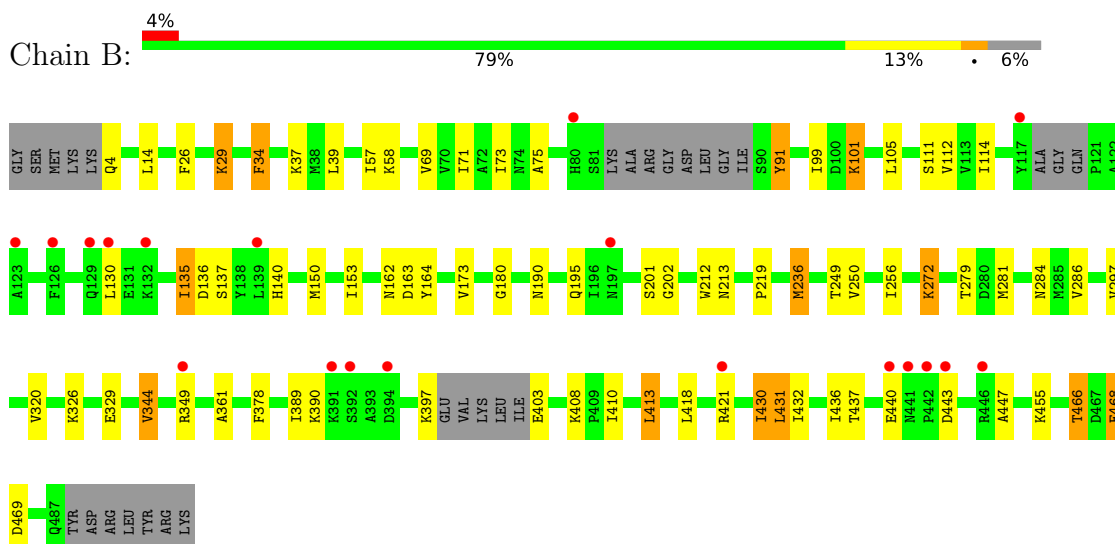 4%
Chain B:
79% 13% • 6%
GLY SER MET LYS LYS Q4 L14 F26 K29 F34 K37 M38 L39 I57 K58 V69 V70 I71 A72 I73 N74 A75 H80 S81 LYS ALA ARG GLY ASP LEU GLY ILE S90 Y91 I99 D100 K101 L105 S111 V112 V113 I114 Y117 ALA GLY GLN P121 A122
A123 F126 Q129 L130 E131 K132 I135 D136 S137 Y138 L139 H140 M150 I153 N162 D163 Y164 V173 G180 N190 Q195 I196 N197 S201 G202 W212 N213 P219 M236 T249 V250 I256 K272 T279 D280 M281 N284 M285 V286
V320 K326 E329 V344 R349 A361 F378 I389 K390 K391 S392 A393 D394 K397 GLU VAL LYS LEU ILE E403 K408 P409 I410 L413 L418 R421 I430 L431 I432 I436 T437 E440 N441 P442 D443 R446 A447 K455 T466 D467
D469 Q487 TYR ASP ARG LEU TYR ARG LYS